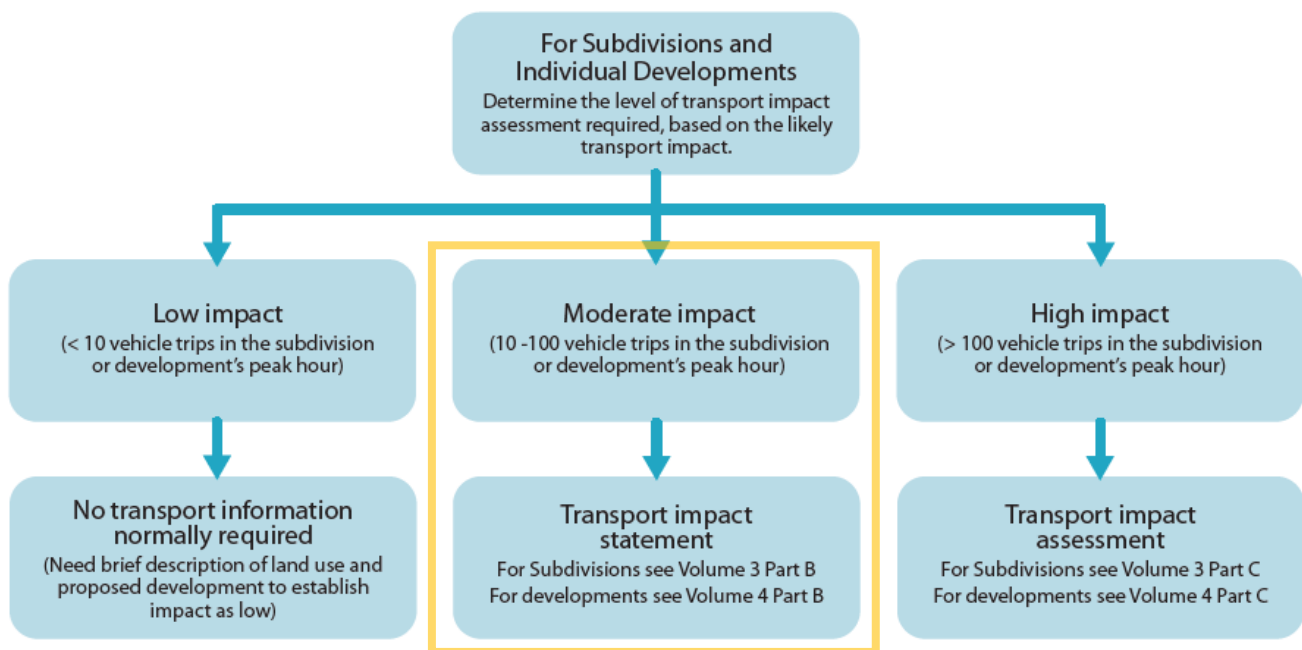 For Subdivisions and
Individual Developments
Determine the level of transport impact
assessment required, based on the likely
transport impact.
Low impact
(< 10 vehicle trips in the subdivision
or development's peak hour)
Moderate impact
(10 -100 vehicle trips in the subdivision
or development's peak hour)
High impact
(> 100 vehicle trips in the subdivision
or development's peak hour)
No transport information
normally required
(Need brief description of land use and
proposed development to establish
impact as low)
Transport impact
statement
For Subdivisions see Volume 3 Part B
For developments see Volume 4 Part B
Transport impact
assessment
For Subdivisions see Volume 3 Part C
For developments see Volume 4 Part C